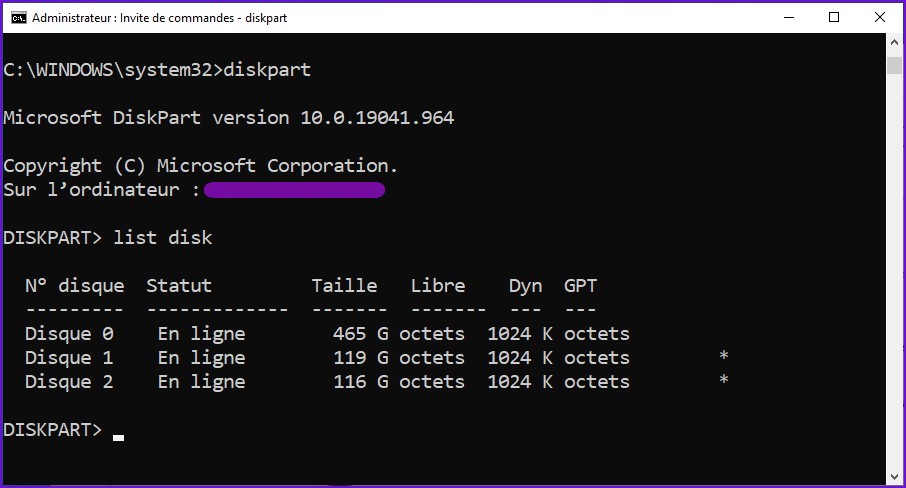 Administrateur : Invite de commandes - diskpart
C:\WINDOWS\system32>diskpart
Microsoft DiskPart version 10.0.19041.964
Copyright (C) Microsoft Corporation.
Sur l’ordinateur :
DISKPART> list disk
N° disque  Statut         Taille   Libre    Dyn  GPT
---------  -------------  -------  -------  ---  ---
Disque 0    En ligne        465 G octets  1024 K octets
Disque 1    En ligne        119 G octets  1024 K octets        *
Disque 2    En ligne        116 G octets  1024 K octets        *
DISKPART>